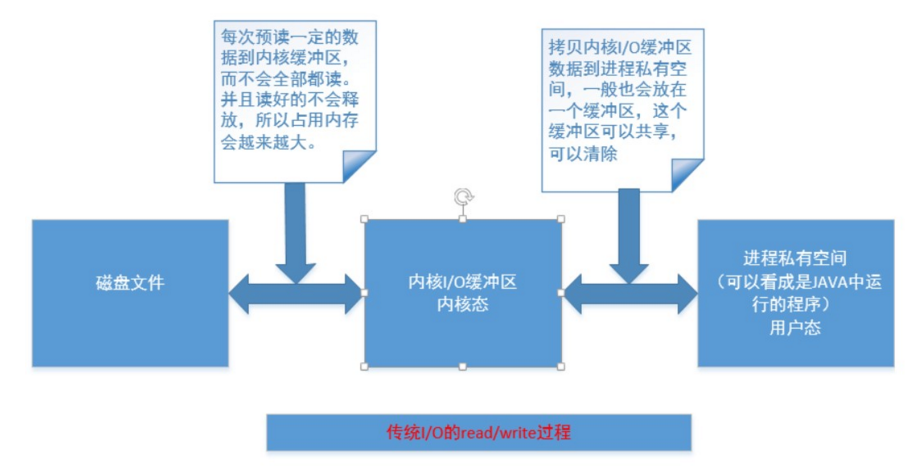 每次预读一定的数
据到内核缓冲区，
而不会全部都读。
并且读好的不会释
放，所以占用内存
会越来越大。
拷贝内核I/O缓冲区
数据到进程私有空
间，一般也会放在
一个缓冲区，这个
缓冲区可以共享，
可以清除
磁盘文件
内核I/O缓冲区
内核态
进程私有空间
（可以看成是JAVA中运
行的程序）
用户态
传统I/O的read/write过程